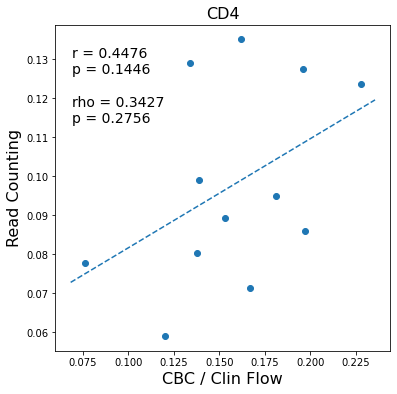 CD4
r = 0.4476
p = 0.1446
rho = 0.3427
p = 0.2756
Read Counting
0.13
0.12
0.11
0.10
0.09
0.08
0.07
0.06
0.075 0.100 0.125 0.150 0.175 0.200 0.225
CBC / Clin Flow